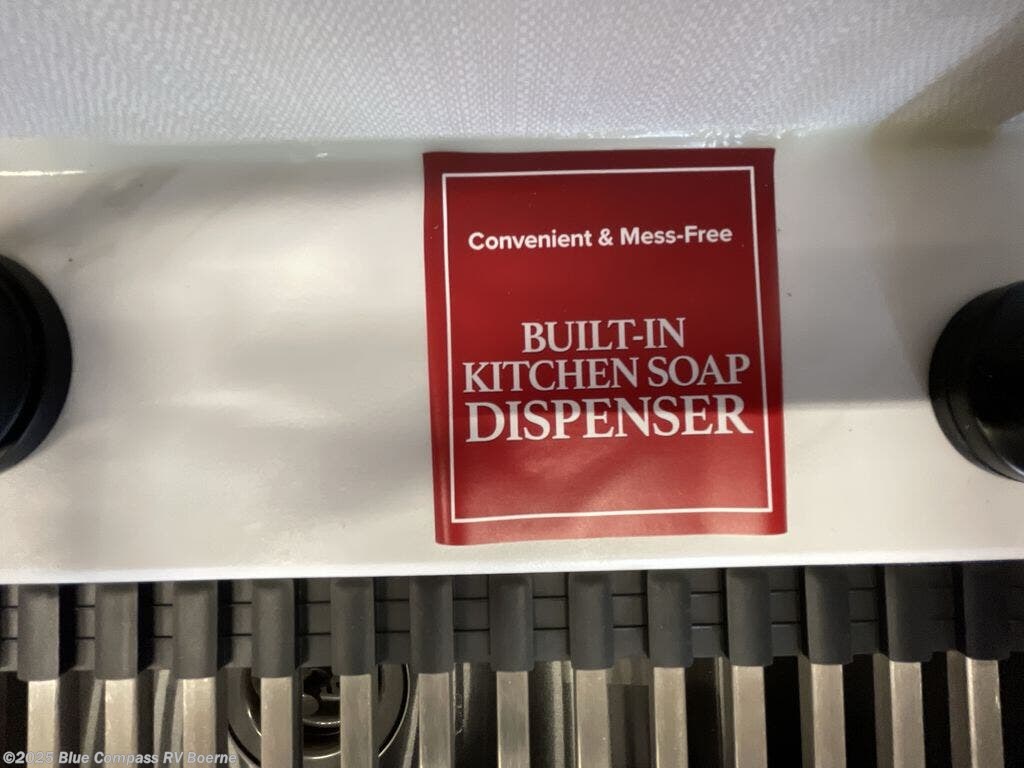 Convenient & Mess-Free
BUILT-IN
KITCHEN SOAP
DISPENSER
©2025 Blue Compass RV Boerne